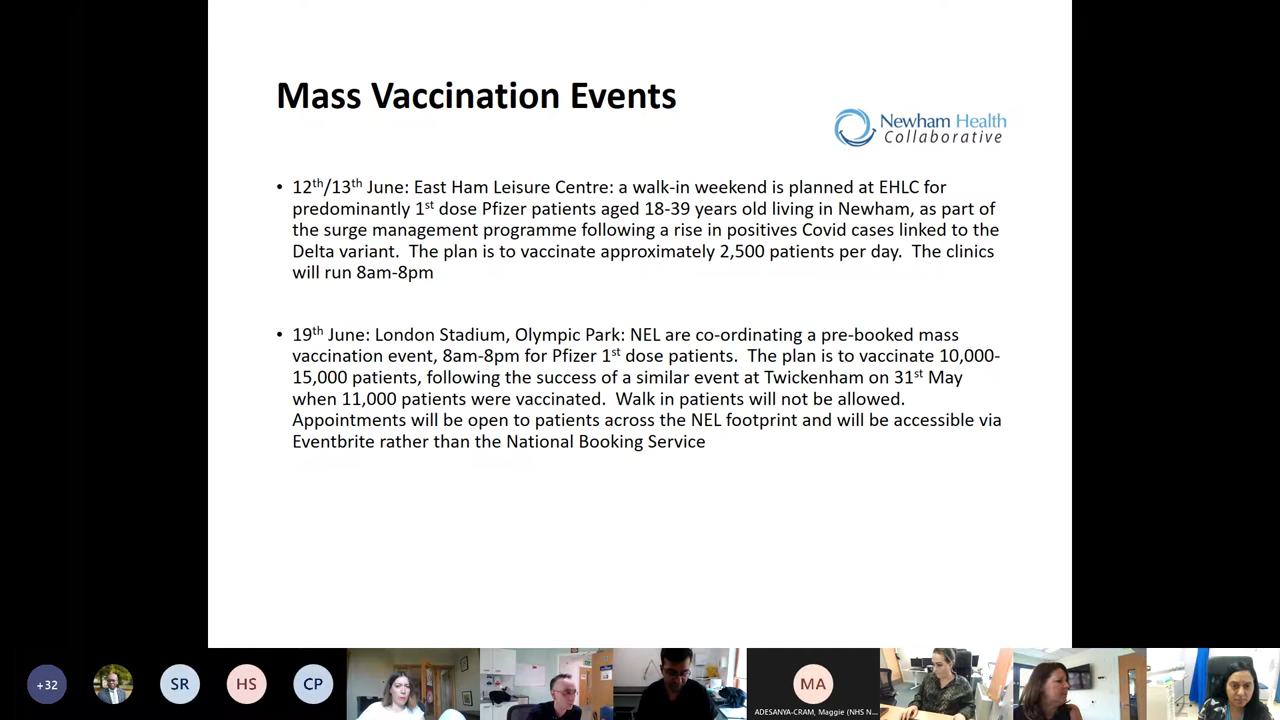 Mass Vaccination Events
Newham Health
Collaborative
• 12th/13th June: East Ham Leisure Centre: a walk-in weekend is planned at EHLC for
predominantly 1st dose Pfizer patients aged 18-39 years old living in Newham, as part of
the surge management programme following a rise in positives Covid cases linked to the
Delta variant.  The plan is to vaccinate approximately 2,500 patients per day.  The clinics
will run 8am-8pm
• 19th June: London Stadium, Olympic Park: NEL are co-ordinating a pre-booked mass
vaccination event, 8am-8pm for Pfizer 1st dose patients.  The plan is to vaccinate 10,000-
15,000 patients, following the success of a similar event at Twickenham on 31st May
when 11,000 patients were vaccinated.  Walk in patients will not be allowed.
Appointments will be open to patients across the NEL footprint and will be accessible via
Eventbrite rather than the National Booking Service
+32
SR
HS
CP
MA
ADESANYA-CRAM, Maggie (NHS N...